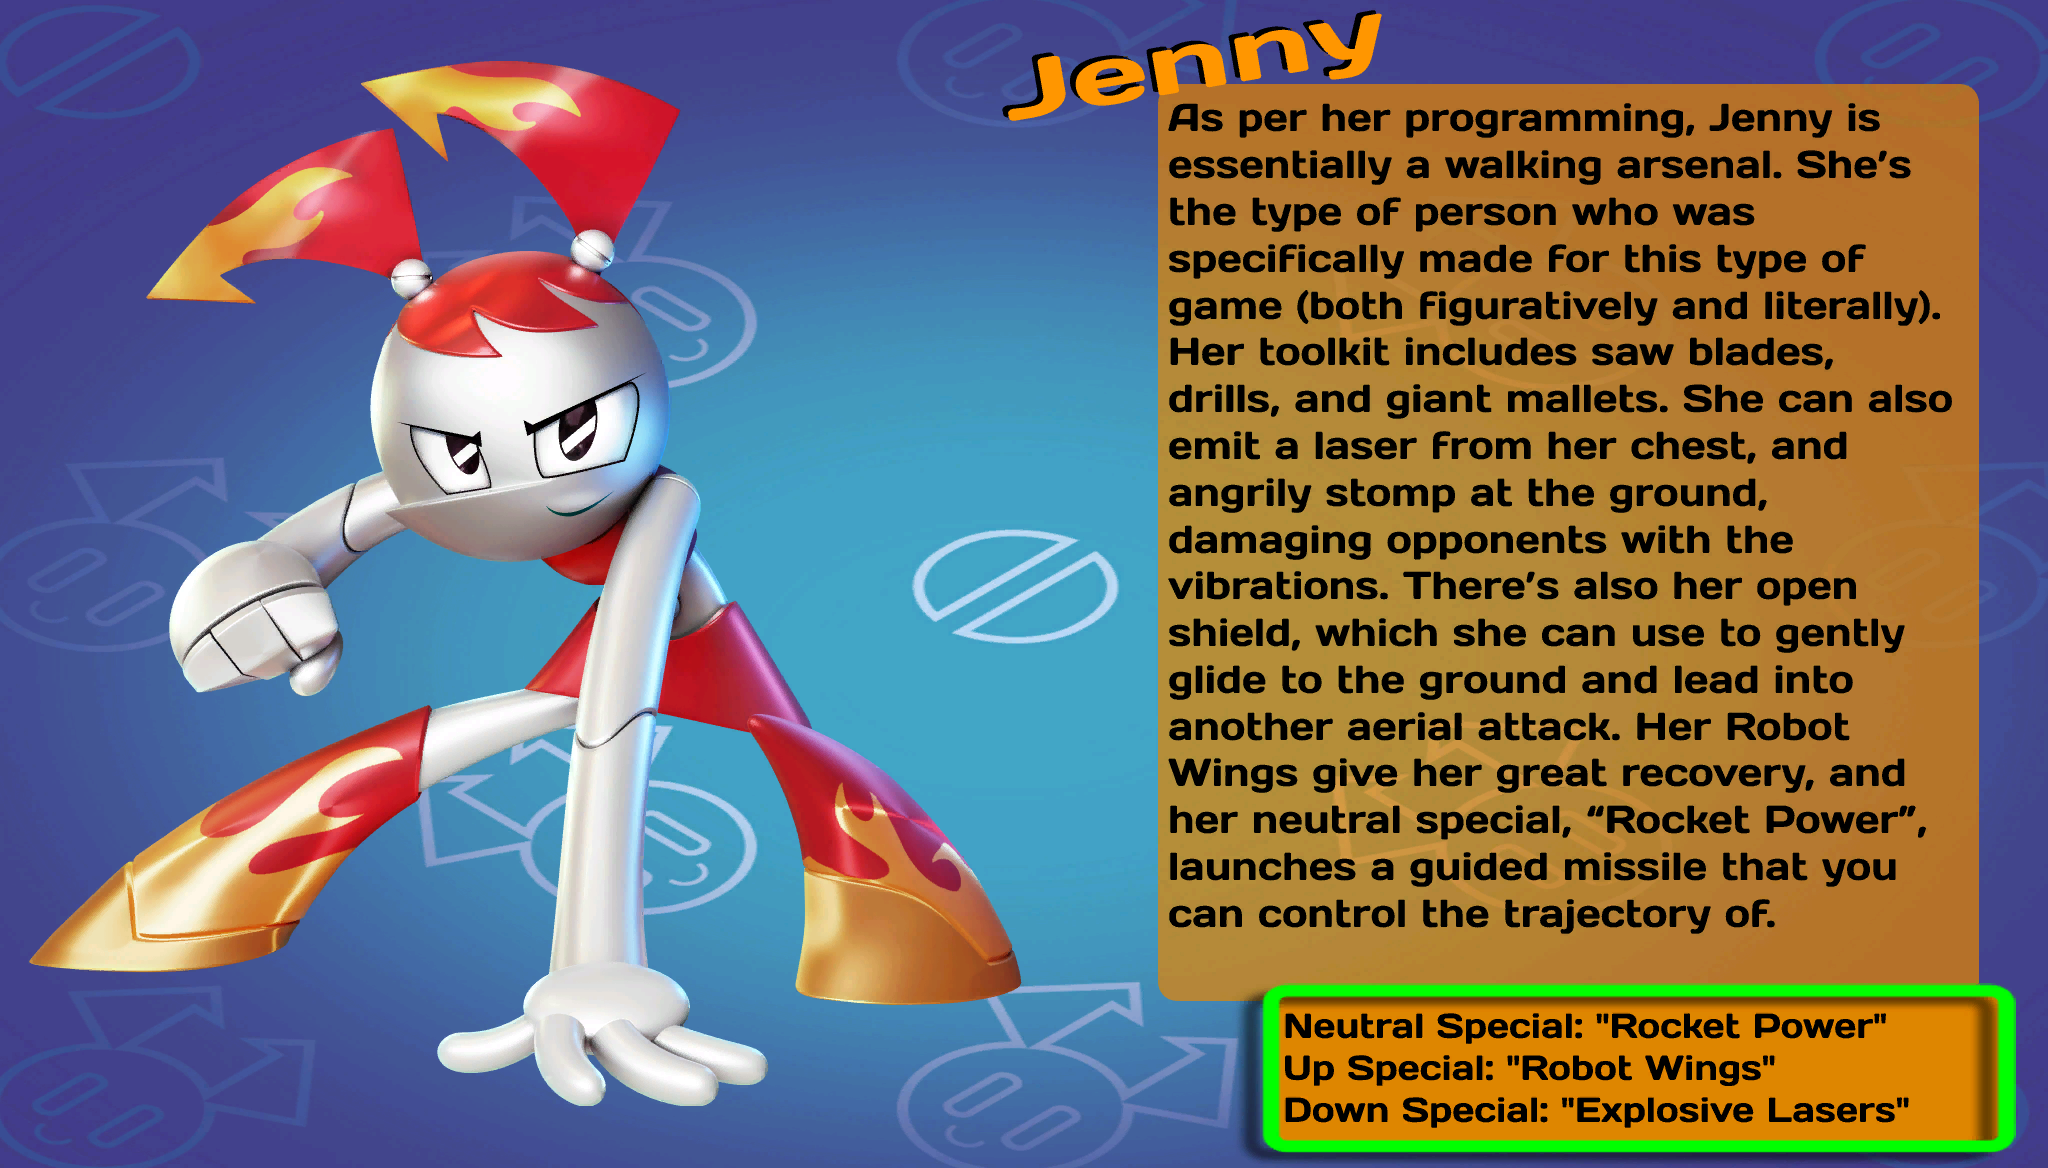 Jenny
As per her programming, Jenny is
essentially a walking arsenal. She’s
the type of person who was
specifically made for this type of
game (both figuratively and literally).
Her toolkit includes saw blades,
drills, and giant mallets. She can also
emit a laser from her chest, and
angrily stomp at the ground,
damaging opponents with the
vibrations. There’s also her open
shield, which she can use to gently
glide to the ground and lead into
another aerial attack. Her Robot
Wings give her great recovery, and
her neutral special, “Rocket Power”,
launches a guided missile that you
can control the trajectory of.
Neutral Special: "Rocket Power"
Up Special: "Robot Wings"
Down Special: "Explosive Lasers"